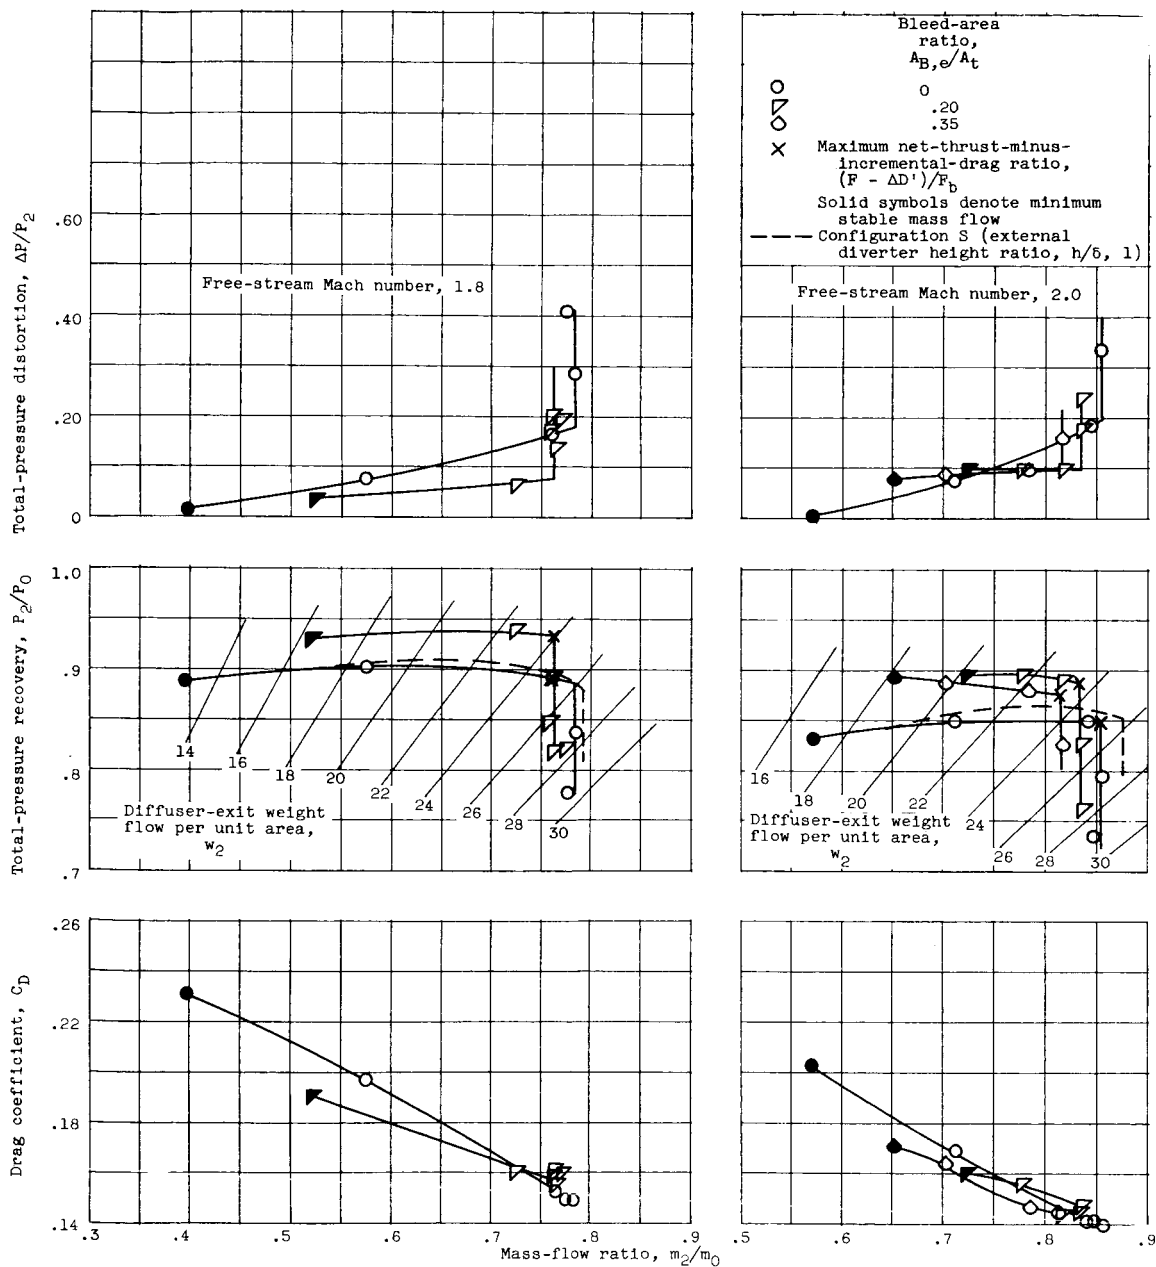 Bleed-area
ratio,
A_B,e/A_t
0
.20
.35
Maximum net-thrust-minus-
incremental-drag ratio,
(F - ΔD')/F_b
Solid symbols denote minimum
stable mass flow
Configuration S (external
diverter height ratio, h/δ, 1)
Total-pressure distortion, ΔP/P_2
.60
.40
.20
0
Free-stream Mach number, 1.8
Free-stream Mach number, 2.0
Total-pressure recovery, P_2/P_0
1.0
.9
.8
.7
14
16
18
20
22
24
26
28
30
Diffuser-exit weight
flow per unit area,
w_2
16
18
20
22
24
26
28
30
Diffuser-exit weight
flow per unit area,
w_2
Drag coefficient, C_D
.26
.22
.18
.14
.3 .4 .5 .6 .7 .8 .9
.5 .6 .7 .8 .9
Mass-flow ratio, m_2/m_0